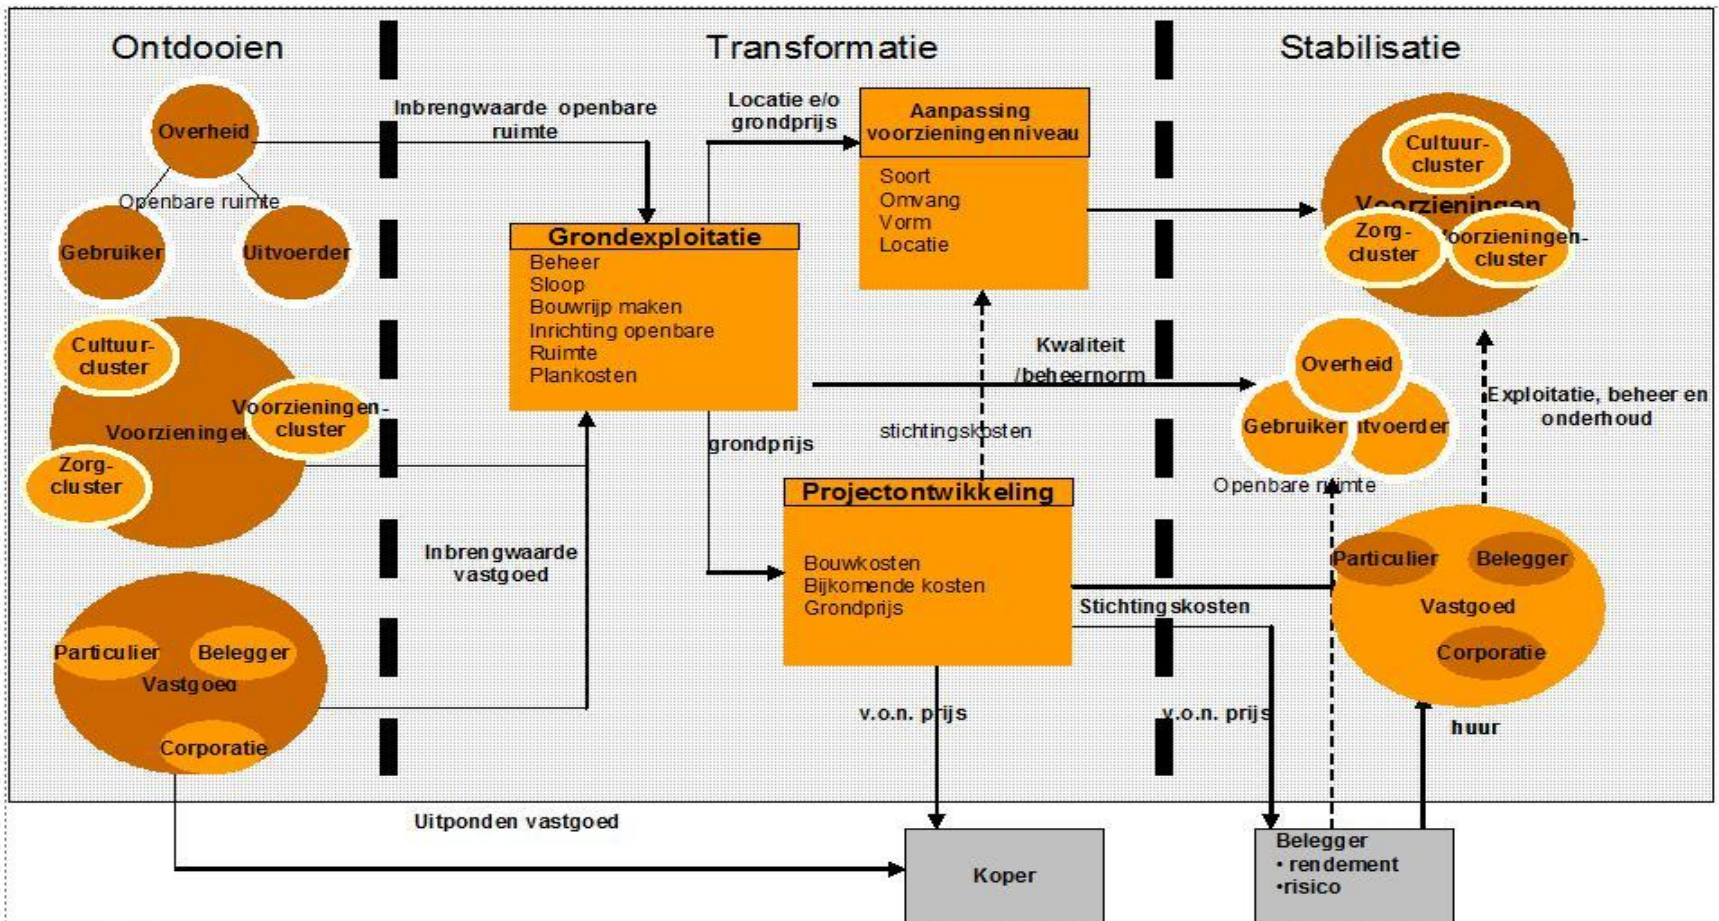 Ontdooien
Transformatie
Stabilisatie
Overheid
Openbare ruimte
Gebruiker
Uitvoerder
Cultuur-
cluster
Voorzieningen-
cluster
Voorzieningen
Zorg-
cluster
Particulier
Belegger
Vastgoed
Corporatie
Inbrengwaarde openbare
ruimte
Locatie e/o
grondprijs
Aanpassing
voorzieningenniveau
Soort
Omvang
Vorm
Locatie
Grondexploitatie
Beheer
Sloop
Bouwrijp maken
Inrichting openbare
Ruimte
Plankosten
Kwaliteit
/beheernorm
grondprijs
stichtingskosten
Inbrengwaarde
vastgoed
Projectontwikkeling
Bouwkosten
Bijkomende kosten
Grondprijs
Stichtingskosten
v.o.n. prijs
v.o.n. prijs
Cultuur-
cluster
Voorzieningen
Zorg-
cluster
oorzieningen-
cluster
Overheid
Gebruiker
itvoerder
Openbare ruimte
Exploitatie, beheer en
onderhoud
Particulier
Belegger
Vastgoed
Corporatie
huur
Uitponden vastgoed
Koper
Belegger
• rendement
•risico